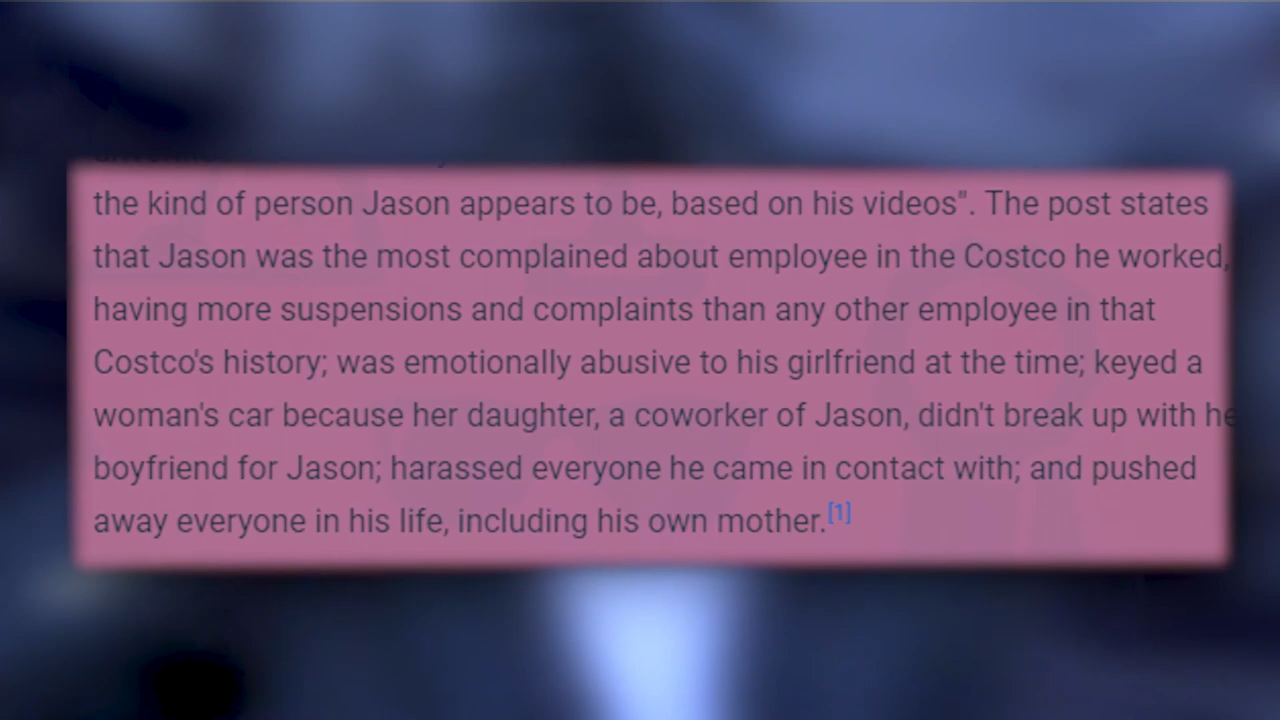 the kind of person Jason appears to be, based on his videos". The post states
that Jason was the most complained about employee in the Costco he worked,
having more suspensions and complaints than any other employee in that
Costco's history; was emotionally abusive to his girlfriend at the time; keyed a
woman's car because her daughter, a coworker of Jason, didn't break up with he
boyfriend for Jason; harassed everyone he came in contact with; and pushed
away everyone in his life, including his own mother.[1]